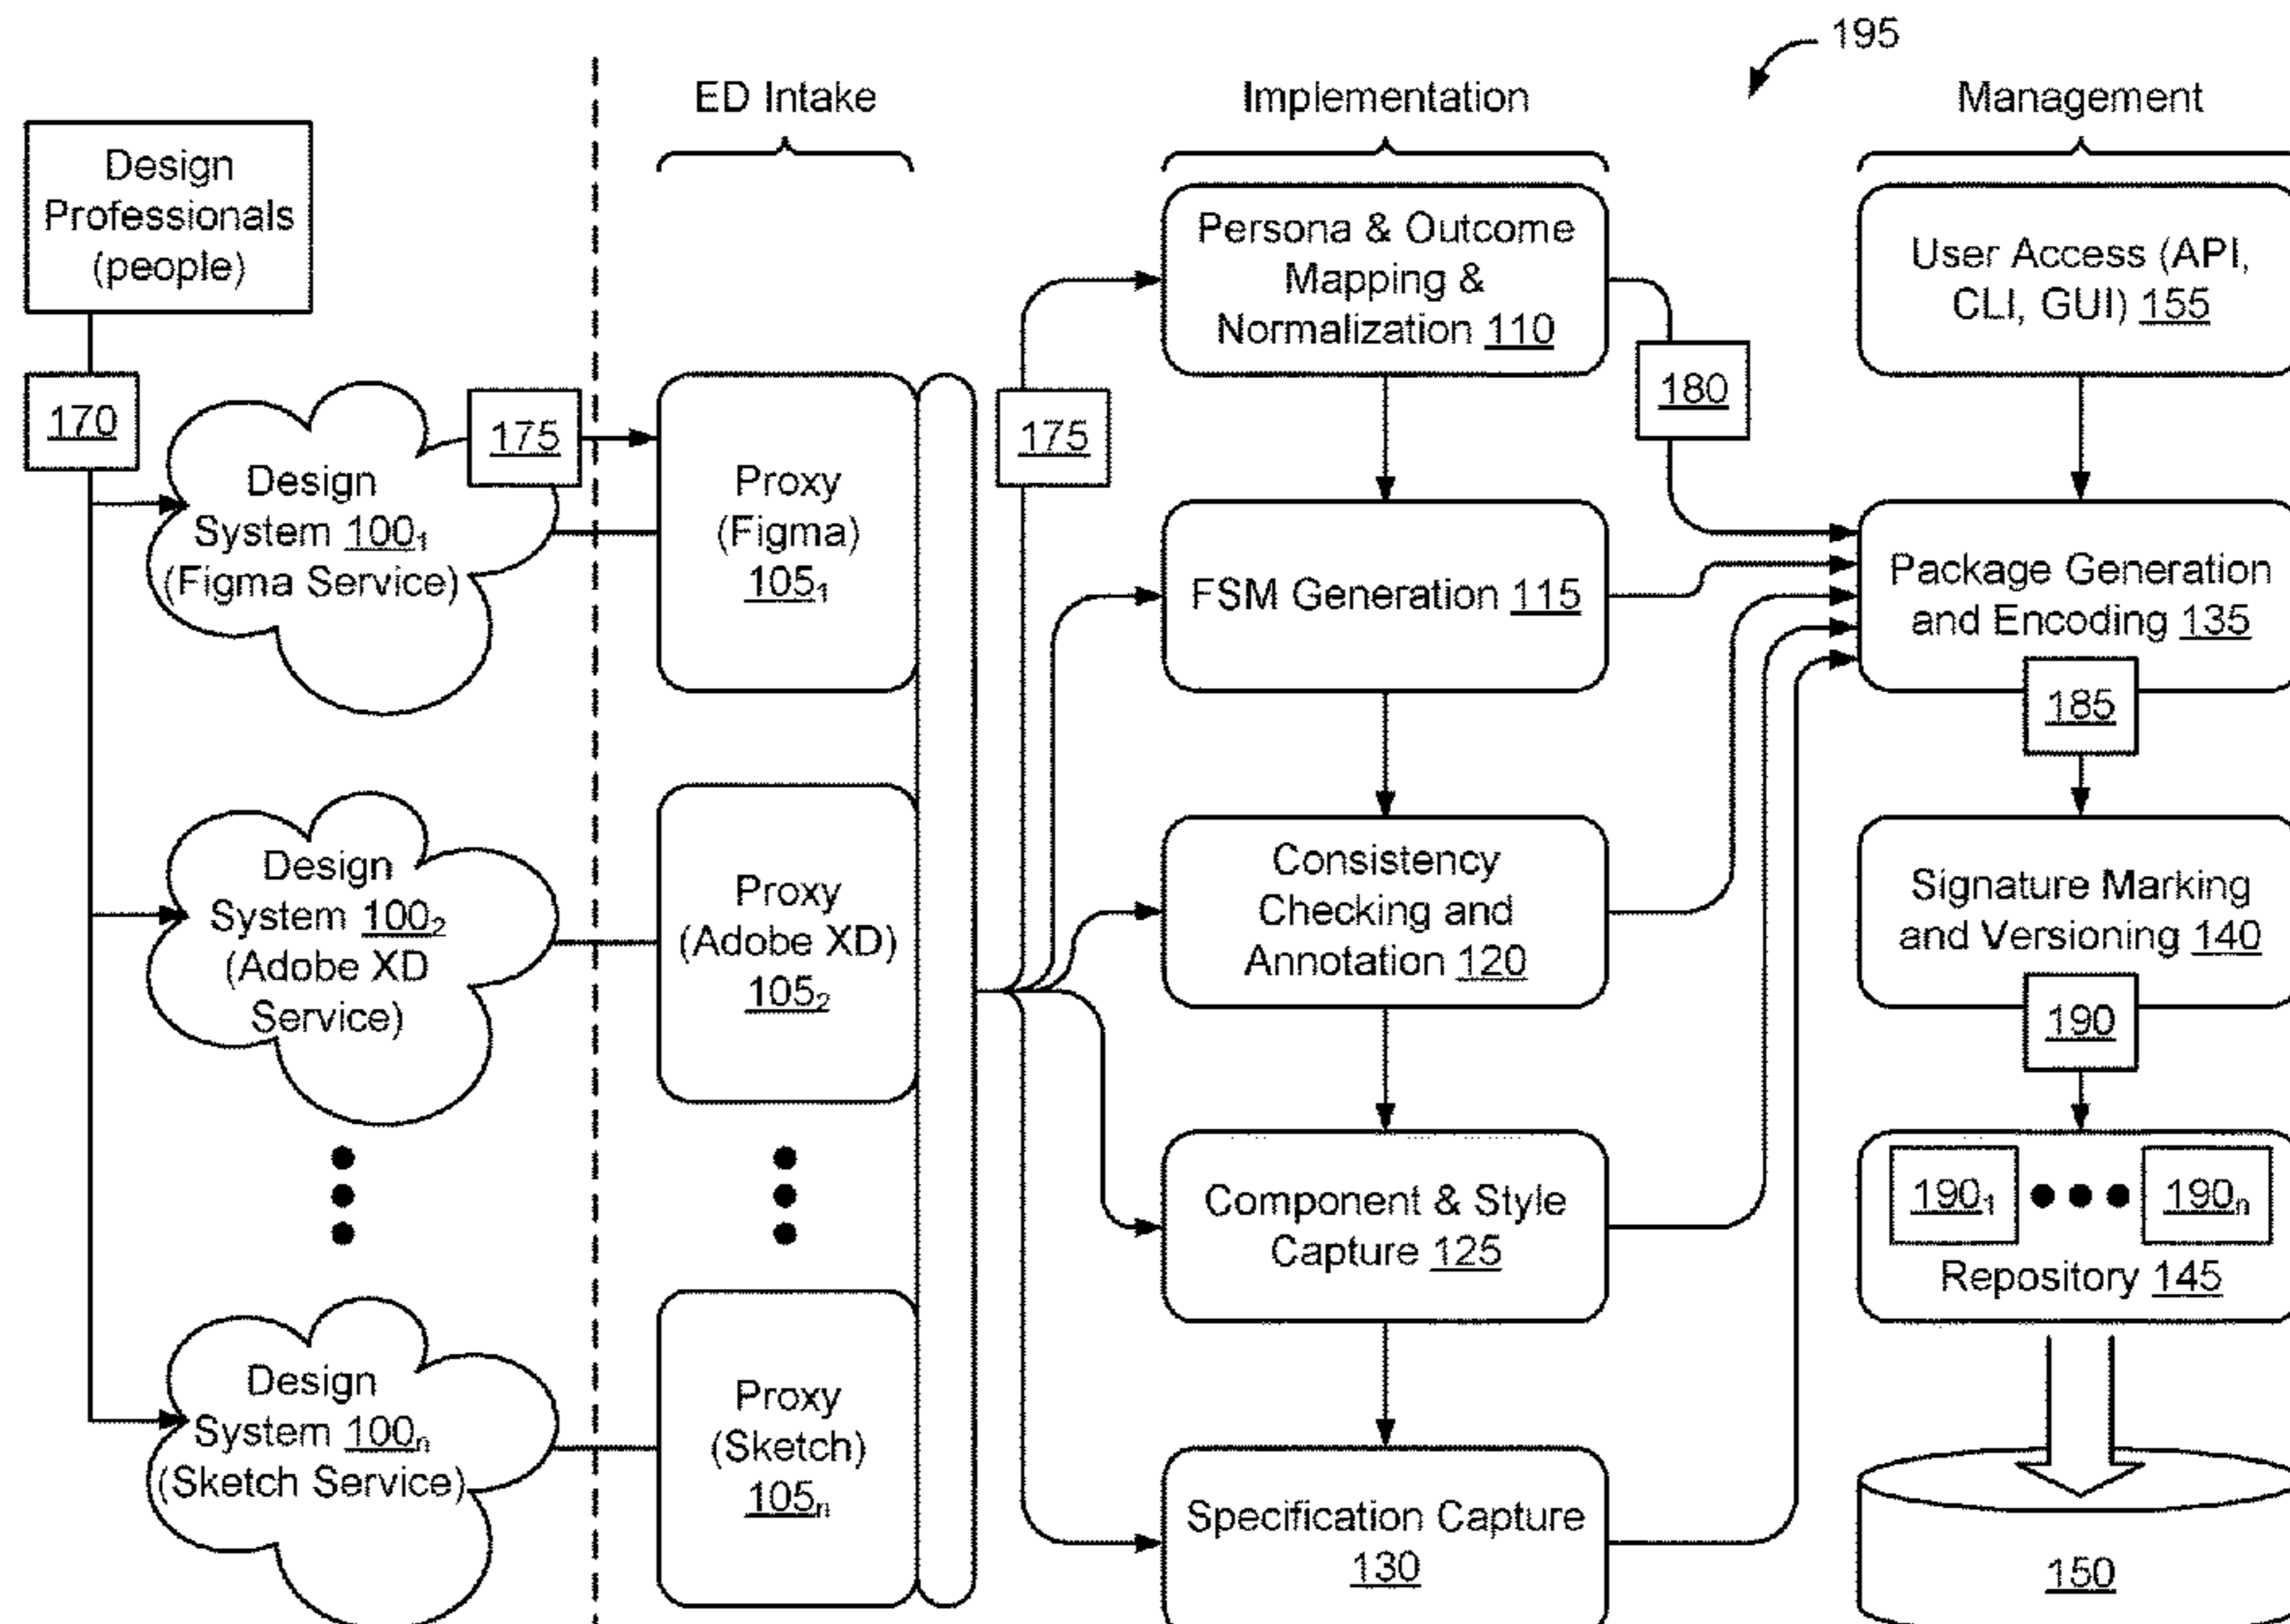 195
ED Intake
Implementation
Management
Design
Professionals
(people)
170
Design
System 100₁
(Figma Service)
175
Design
System 100₂
(Adobe XD
Service)
Design
System 100ₙ
(Sketch Service)
Proxy
(Figma)
105₁
Proxy
(Adobe XD)
105₂
Proxy
(Sketch)
105ₙ
175
Persona & Outcome
Mapping &
Normalization 110
FSM Generation 115
Consistency
Checking and
Annotation 120
Component & Style
Capture 125
Specification Capture
130
180
User Access (API,
CLI, GUI) 155
Package Generation
and Encoding 135
185
Signature Marking
and Versioning 140
190
190₁ 190ₙ
Repository 145
150